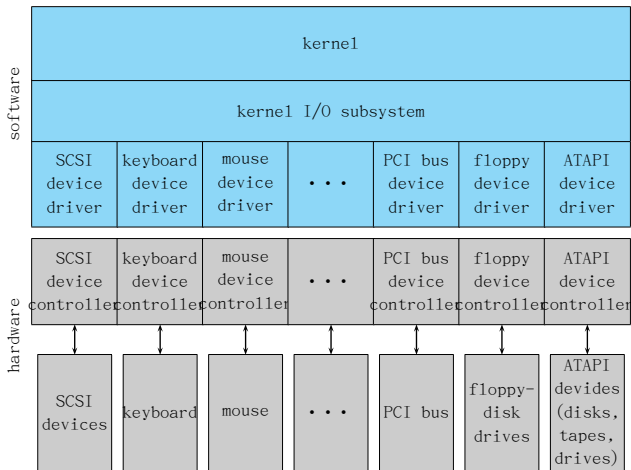 software
kernel
kernel I/O subsystem
SCSI
device
driver
keyboard
device
driver
mouse
device
driver
• • •
PCI bus
device
driver
floppy
device
driver
ATAPI
device
driver
hardware
SCSI
device
controller
keyboard
device
controller
mouse
device
controller
• • •
PCI bus
device
controller
floppy
device
controller
ATAPI
device
controller
SCSI
devices
keyboard
mouse
• • •
PCI bus
floppy-
disk
drives
ATAPI
devides
(disks,
tapes,
drives)